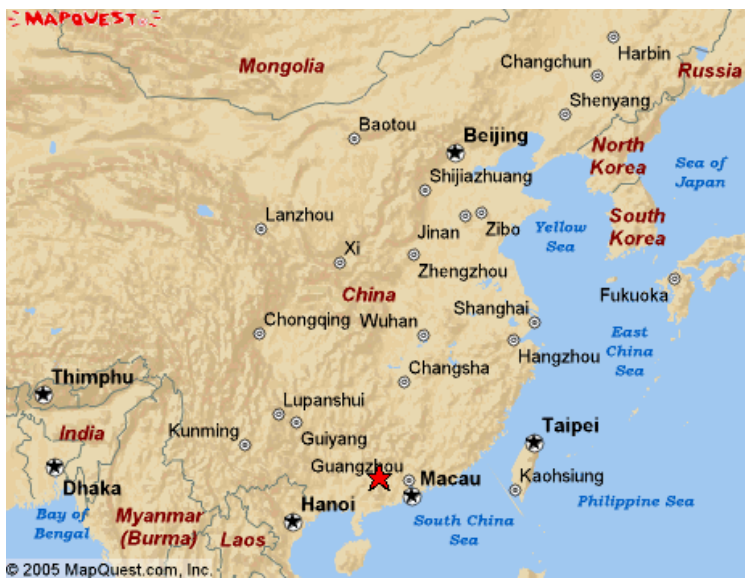 MAPQUEST
Harbin
Changchun
Mongolia
Russia
Shenyang
Baotou
Beijing
North
Korea
Sea of
Japan
Shijiazhuang
Lanzhou
South
Korea
Jinan
Zibo
Yellow
Sea
Xi
Zhengzhou
China
Fukuoka
Shanghai
Chongqing
Wuhan
East
China
Sea
Hangzhou
Changsha
Thimphu
Lupanshui
Taipei
India
Kunming
Guiyang
Guangzhou
Macau
Kaohsiung
Dhaka
Hanoi
Philippine Sea
Bay of
Bengal
Myanmar
(Burma)
Laos
South China
Sea
© 2005 MapQuest.com, Inc.